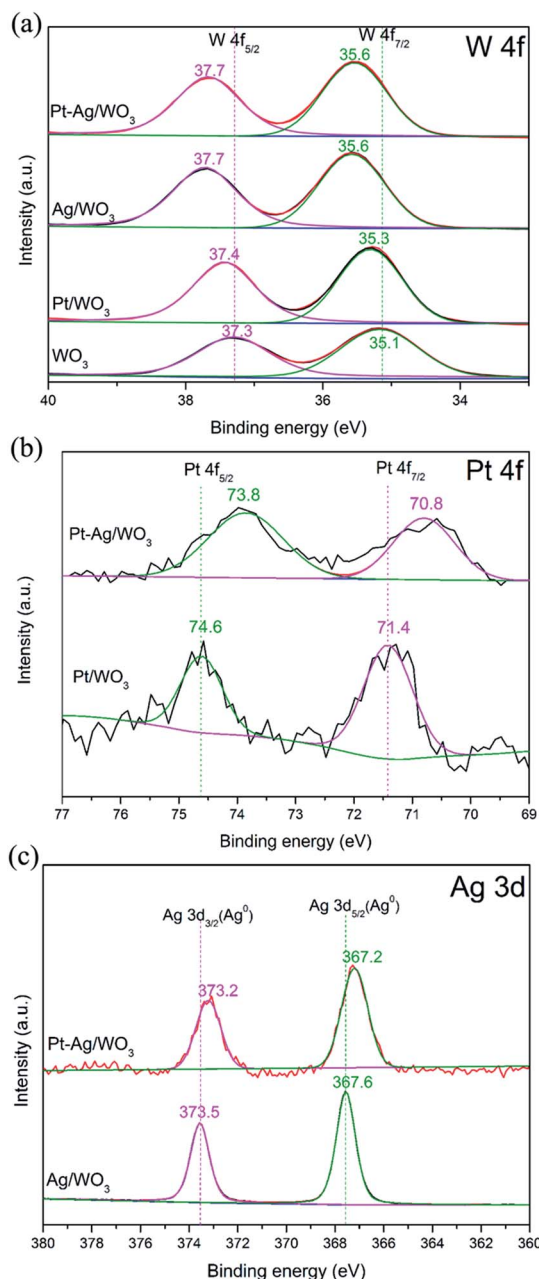 (a)
W 4f₅/₂ W 4f₇/₂ W 4f
37.7 35.6
Pt-Ag/WO₃
37.7 35.6
Ag/WO₃
37.4 35.3
Pt/WO₃
37.3 35.1
WO₃
Intensity (a.u.)
40 38 36 34
Binding energy (eV)
(b)
Pt 4f₅/₂ Pt 4f₇/₂ Pt 4f
73.8 70.8
Pt-Ag/WO₃
74.6 71.4
Pt/WO₃
Intensity (a.u.)
77 76 75 74 73 72 71 70 69
Binding energy (eV)
(c)
Ag 3d
Ag 3d₃/₂(Ag⁰) Ag 3d₅/₂(Ag⁰)
373.2 367.2
Pt-Ag/WO₃
373.5 367.6
Ag/WO₃
Intensity (a.u.)
380 378 376 374 372 370 368 366 364 362 360
Binding energy (eV)